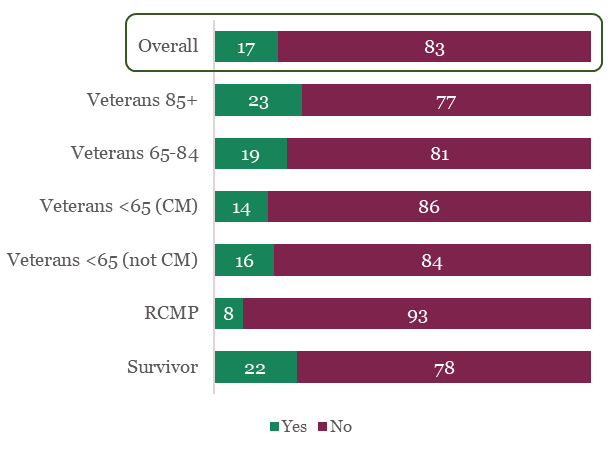 Overall 17 83
Veterans 85+ 23 77
Veterans 65-84 19 81
Veterans <65 (CM) 14 86
Veterans <65 (not CM) 16 84
RCMP 8 93
Survivor 22 78
Yes No